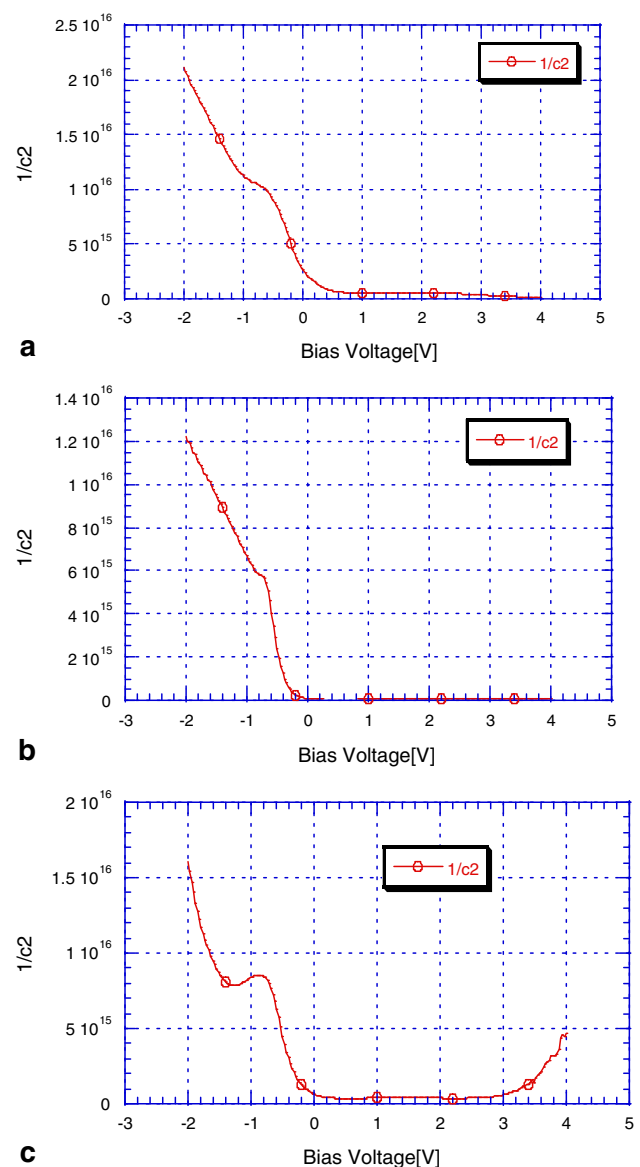 2.5 10^16
2 10^16
1.5 10^16
1 10^16
5 10^15
0
1/c2
1/c2
-3 -2 -1 0 1 2 3 4 5
Bias Voltage[V]
a
1.4 10^16
1.2 10^16
1 10^16
8 10^15
6 10^15
4 10^15
2 10^15
0
1/c2
1/c2
-3 -2 -1 0 1 2 3 4 5
Bias Voltage[V]
b
2 10^16
1.5 10^16
1 10^16
5 10^15
0
1/c2
1/c2
-3 -2 -1 0 1 2 3 4 5
Bias Voltage[V]
c